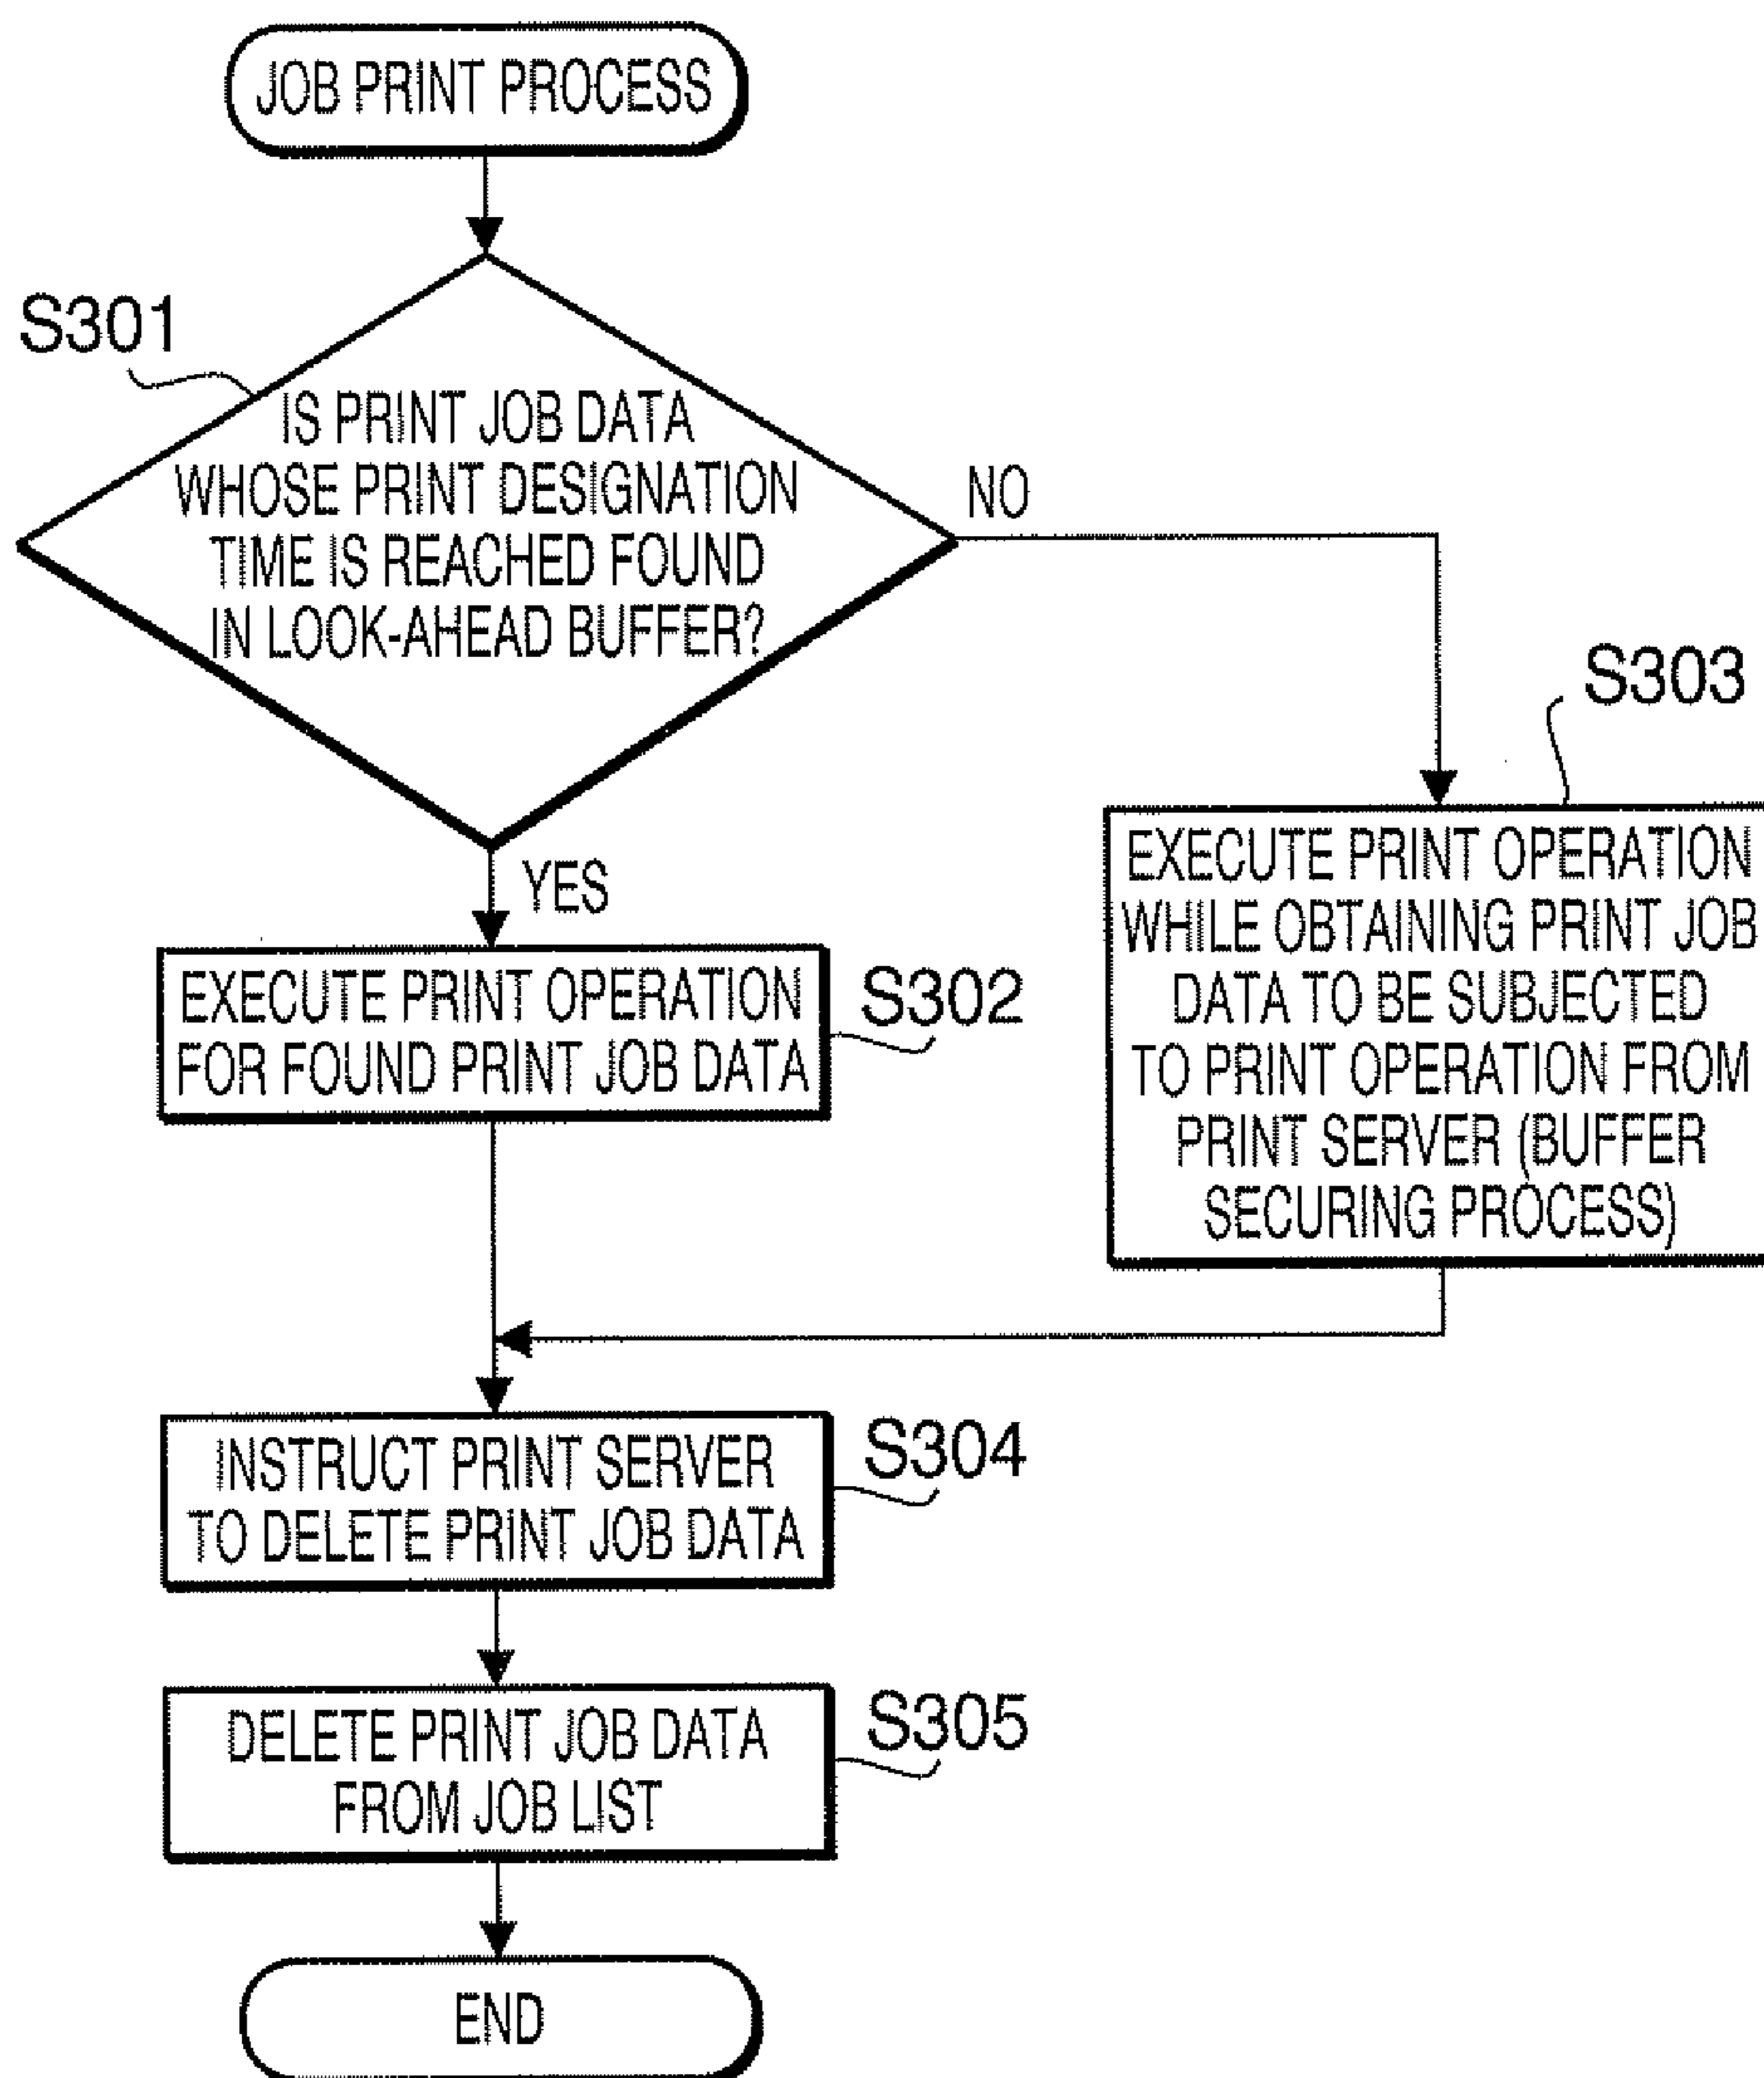 JOB PRINT PROCESS
S301
IS PRINT JOB DATA
WHOSE PRINT DESIGNATION
TIME IS REACHED FOUND
IN LOOK-AHEAD BUFFER?
NO
YES
S303
EXECUTE PRINT OPERATION
WHILE OBTAINING PRINT JOB
DATA TO BE SUBJECTED
TO PRINT OPERATION FROM
PRINT SERVER (BUFFER
SECURING PROCESS)
EXECUTE PRINT OPERATION
FOR FOUND PRINT JOB DATA
S302
INSTRUCT PRINT SERVER
TO DELETE PRINT JOB DATA
S304
DELETE PRINT JOB DATA
FROM JOB LIST
S305
END